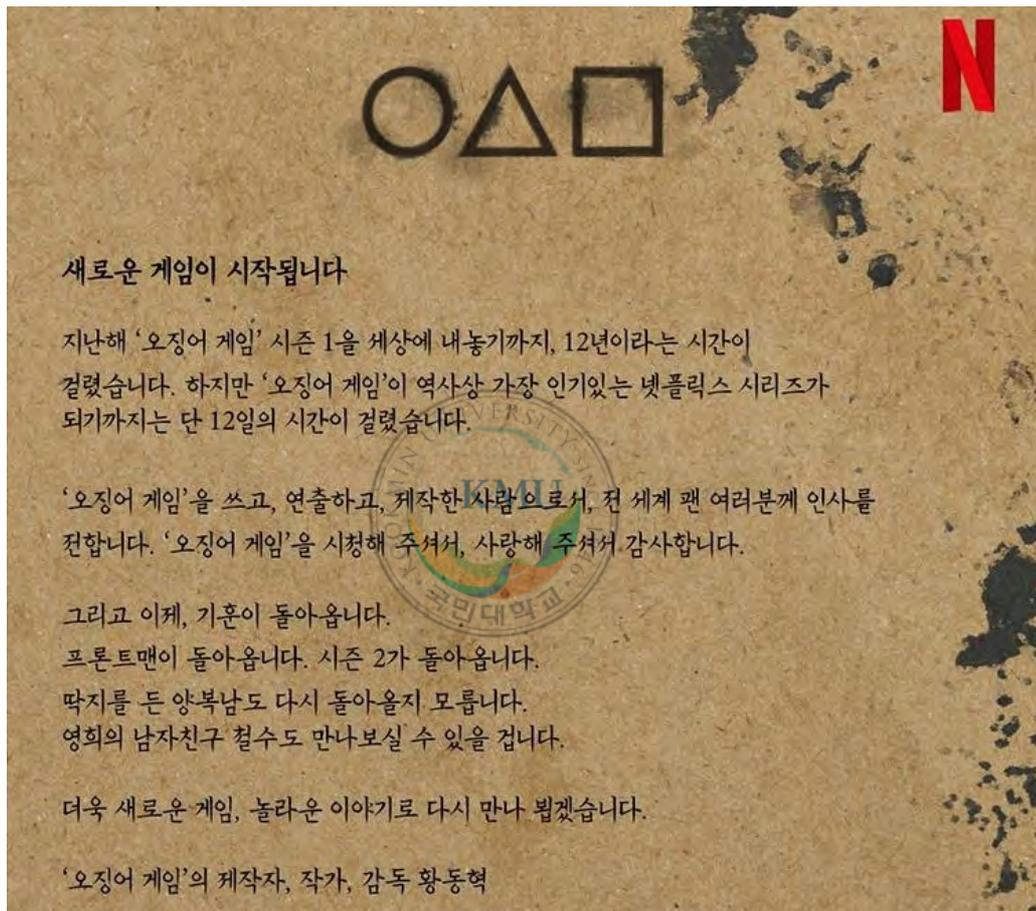 N
새로운 게임이 시작됩니다
지난해 ‘오징어 게임’ 시즌 1을 세상에 내놓기까지, 12년이라는 시간이
걸렸습니다. 하지만 ‘오징어 게임’이 역사상 가장 인기있는 넷플릭스 시리즈가
되기까지는 단 12일의 시간이 걸렸습니다.
‘오징어 게임’을 쓰고, 연출하고, 제작한 사람으로서, 전 세계 팬 여러분께 인사를
전합니다. ‘오징어 게임’을 시청해 주셔서, 사랑해 주셔서 감사합니다.
KOOKMIN UNIVERSITY SINCE 1946
KMU
국민대학교
그리고 이제, 기훈이 돌아옵니다.
프론트맨이 돌아옵니다. 시즌 2가 돌아옵니다.
딱지를 든 양복남도 다시 돌아올지 모릅니다.
영희의 남자친구 철수도 만나보실 수 있을 겁니다.
더욱 새로운 게임, 놀라운 이야기로 다시 만나 뵙겠습니다.
‘오징어 게임’의 제작자, 작가, 감독 황동혁